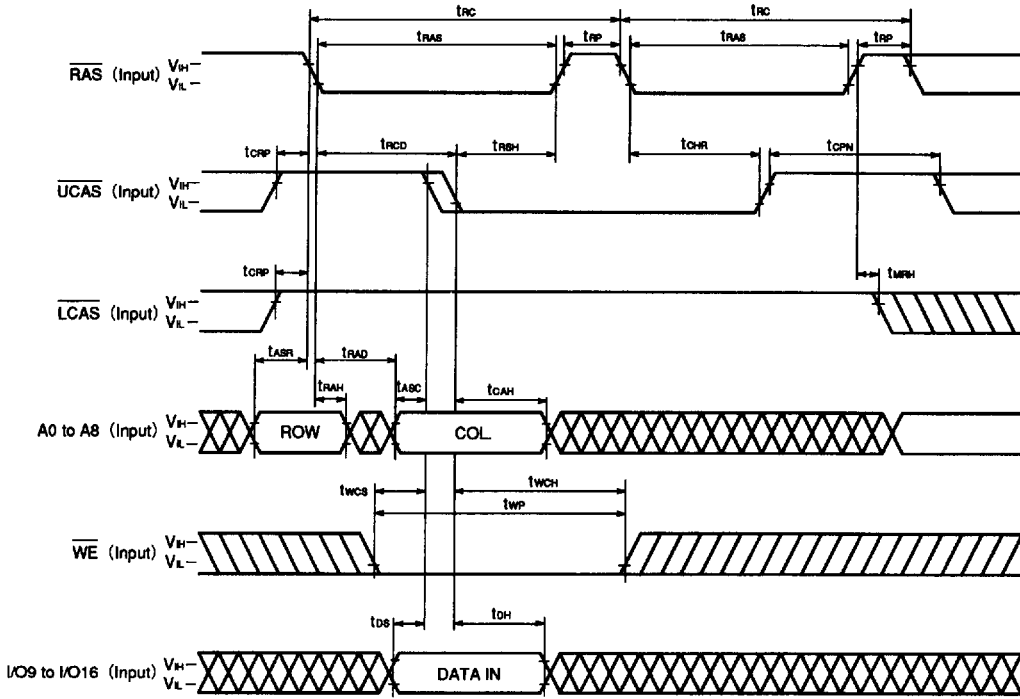 tRC tRC
tRAS tRP tRAS tRP
RAS (Input) VIH
VIL
tCRP tRCD tRSH tCHR tCPN
UCAS (Input) VIH
VIL
tCRP tMRH
LCAS (Input) VIH
VIL
tASR tRAD
tRAH tASC tCAH
A0 to A8 (Input) VIH
VIL
ROW COL.
tWCS tWCH
tWP
WE (Input) VIH
VIL
tDS tDH
I/O9 to I/O16 (Input) VIH
VIL
DATA IN